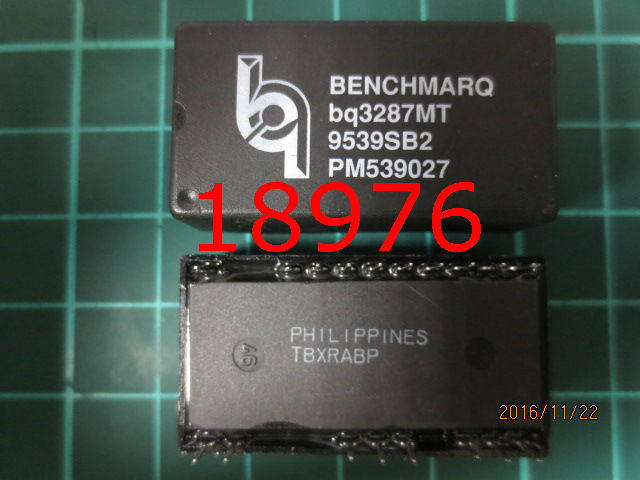 BENCHMARQ
bq3287MT
9539SB2
PM539027
18976
PHILIPPINES
TBXRABP
2016/11/22